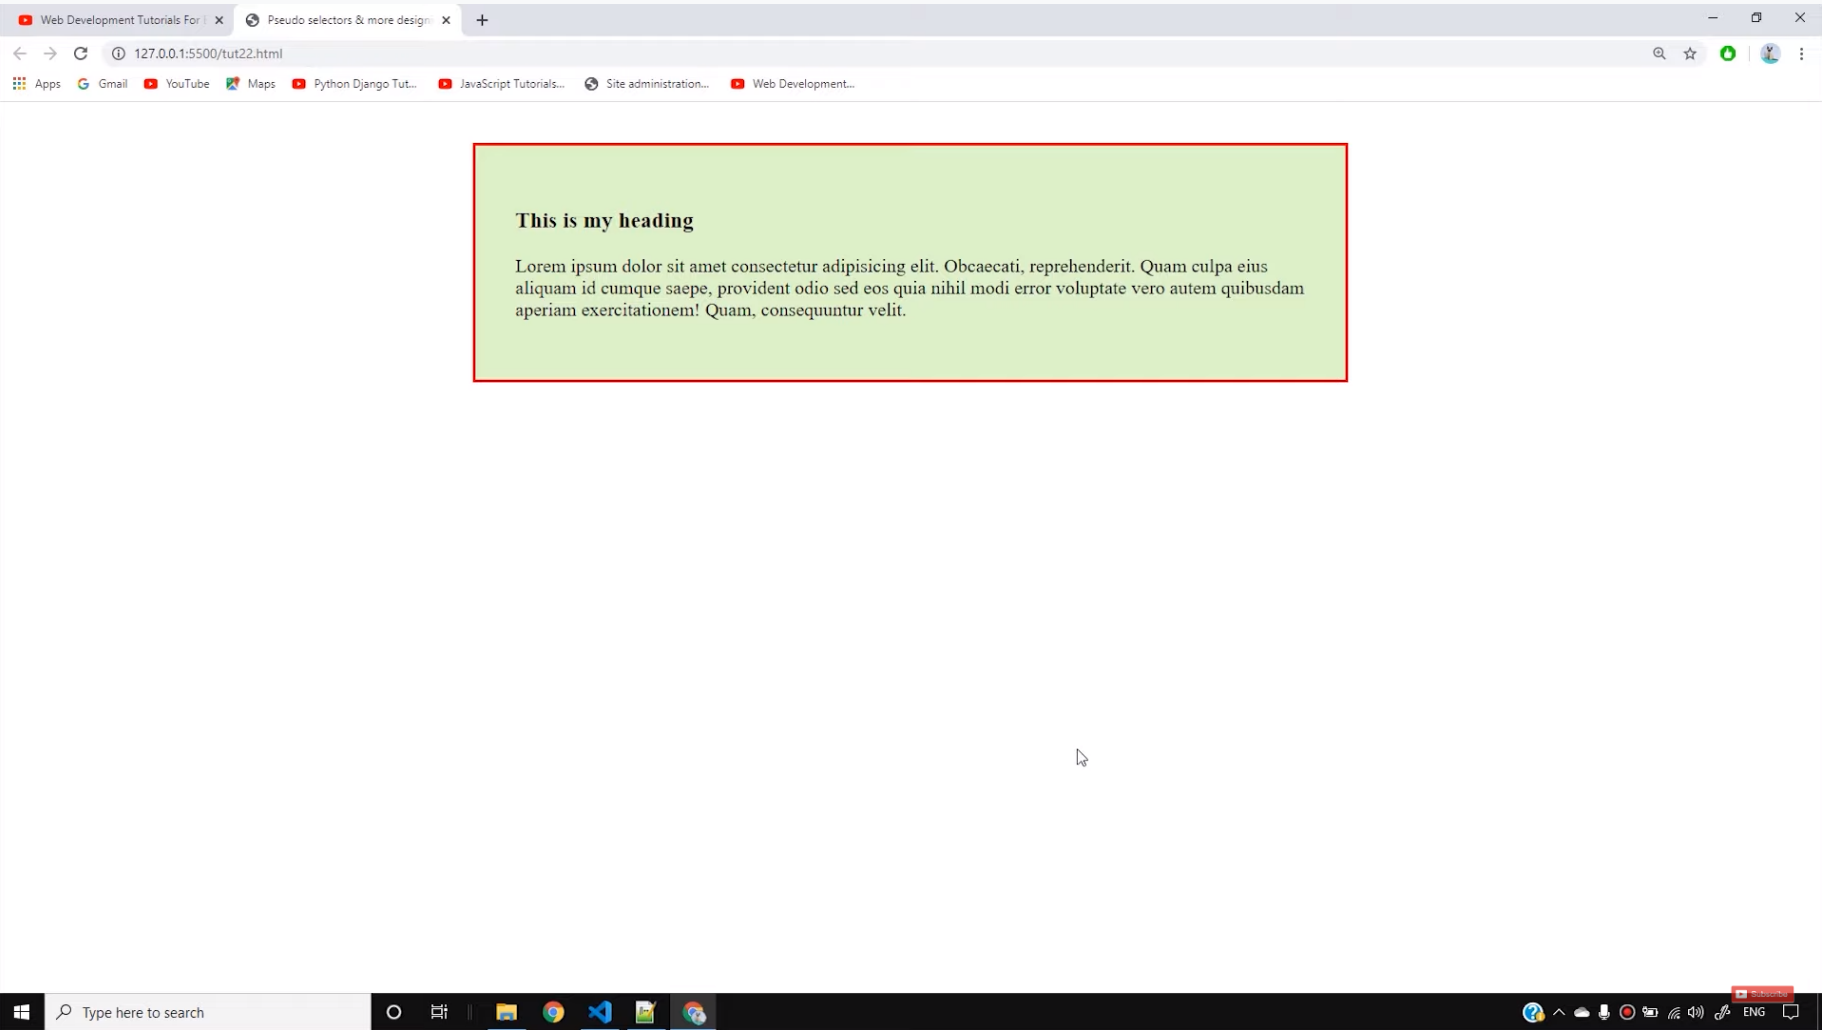 Web Development Tutorials For
Pseudo selectors & more design
127.0.0.1:5500/tut22.html
Apps
Gmail
YouTube
Maps
Python Django Tut...
JavaScript Tutorials...
Site administration...
Web Development...
This is my heading
Lorem ipsum dolor sit amet consectetur adipisicing elit. Obcaecati, reprehenderit. Quam culpa eius
aliquam id cumque saepe, provident odio sed eos quia nihil modi error voluptate vero autem quibusdam
aperiam exercitationem! Quam, consequuntur velit.
Subscribe
Type here to search
ENG